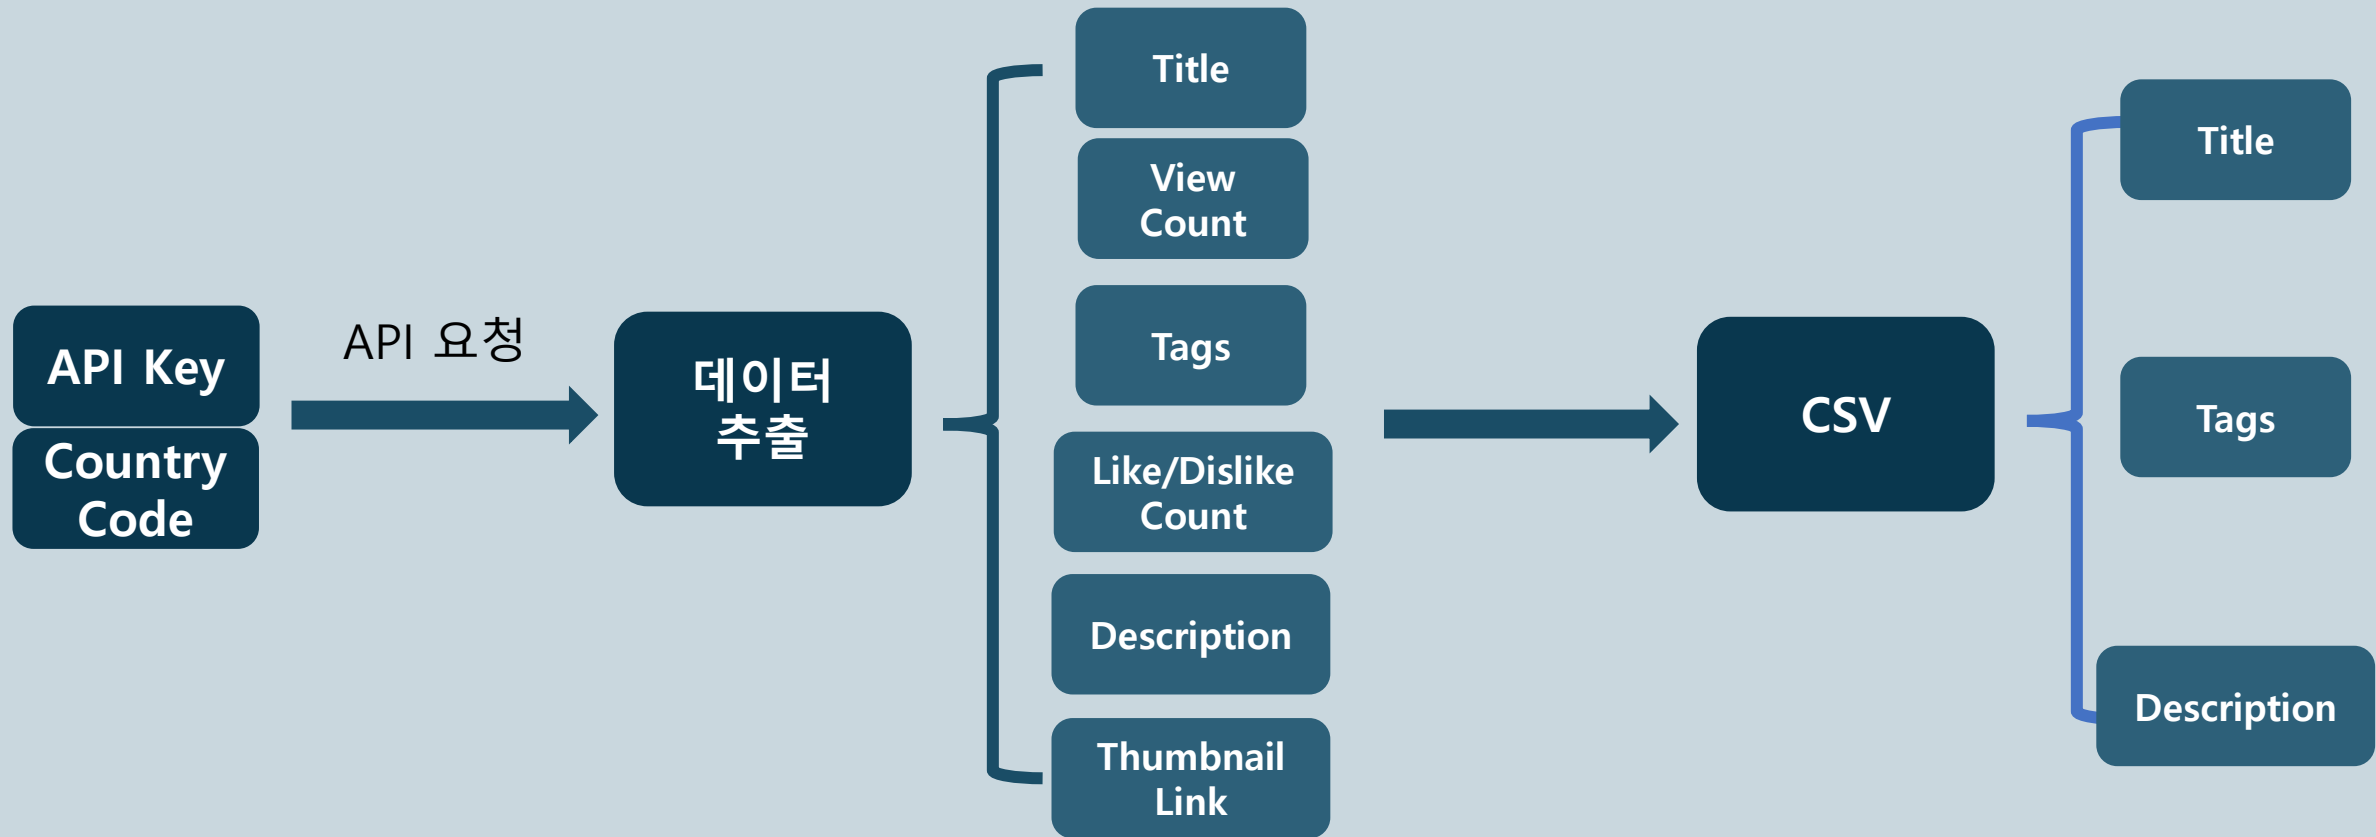 API Key
Country
Code
API 요청
데이터
추출
Title
View
Count
Tags
Like/Dislike
Count
Description
Thumbnail
Link
CSV
Title
Tags
Description